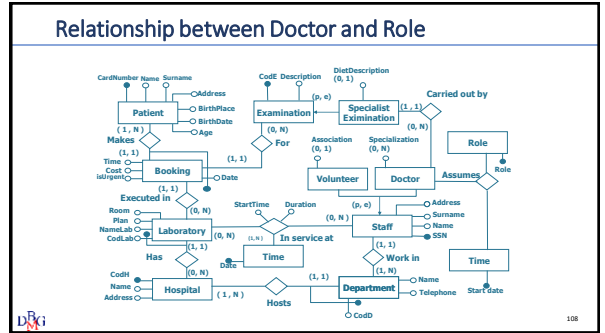 Relationship between Doctor and Role
CardNumber Name Surname
Address
BirthPlace
BirthDate
Age
Patient
CodE Description
Examination
DietDescription
(0, 1)
(p, e)
Specialist
Eximination
(1 , 1)
Carried out by
(0, N)
(1 , N)
Makes
(1, 1)
(0, N)
For
Association
(0, 1)
Specialization
(0, N)
Role
Role
Time
Cost
isUrgent
Booking
(1, 1)
Date
Volunteer
Doctor
Assumes
(1, 1)
Executed in
(0, N)
StartTime
Duration
(p, e)
Address
Surname
Name
SSN
Room
Plan
NameLab
CodLab
Laboratory
(0, N)
(1, N)
In service at
(0, N )
Staff
Time
Date
Time
Start date
(1, 1)
Has
(0, N)
(1, 1)
Work in
(1, N)
CodH
Name
Address
Hospital
(1 , N)
Hosts
(1, 1)
Department
Name
Telephone
CodD
DBMG
108